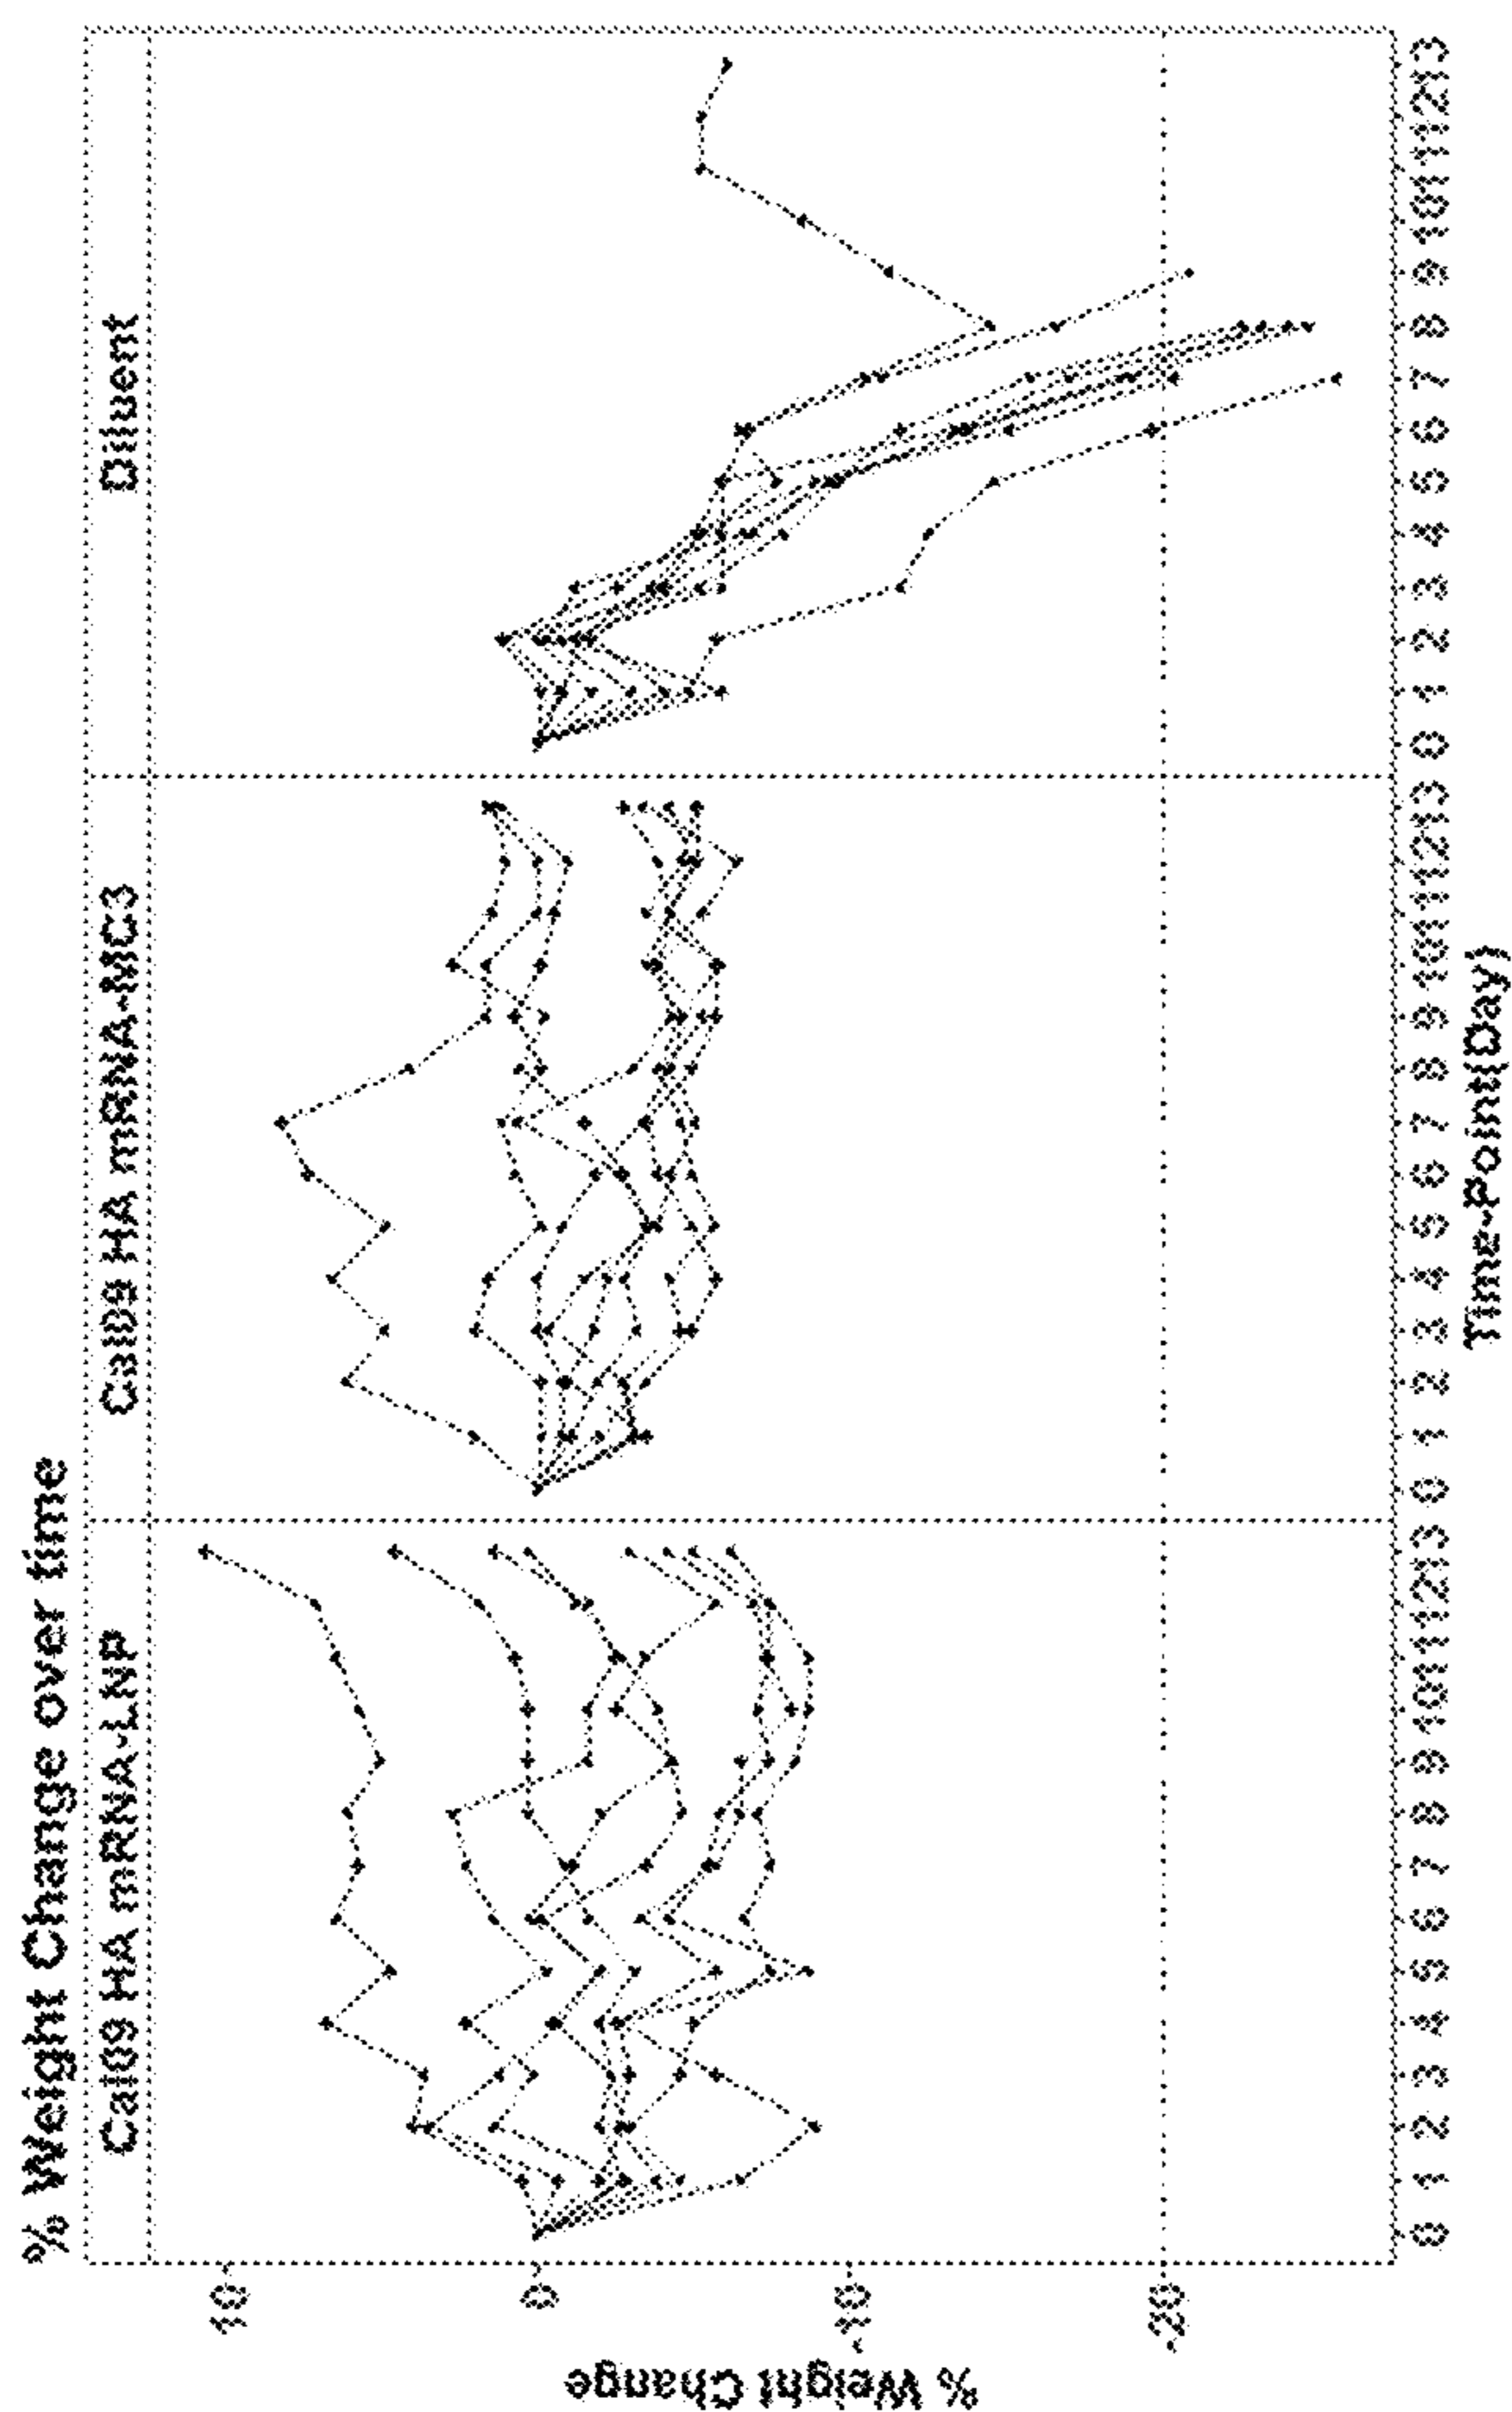 % Weight Change over time
Cal09 HA mRNA-LNP
Cal09 HA mRNA-MC3
Diluent
% Weight Change
10
0
-10
-20
0 1 2 3 4 5 6 7 8 9 10 11 12 13
0 1 2 3 4 5 6 7 8 9 10 11 12 13
0 1 2 3 4 5 6 7 8 9 10 11 12 13
Time-Point(Day)